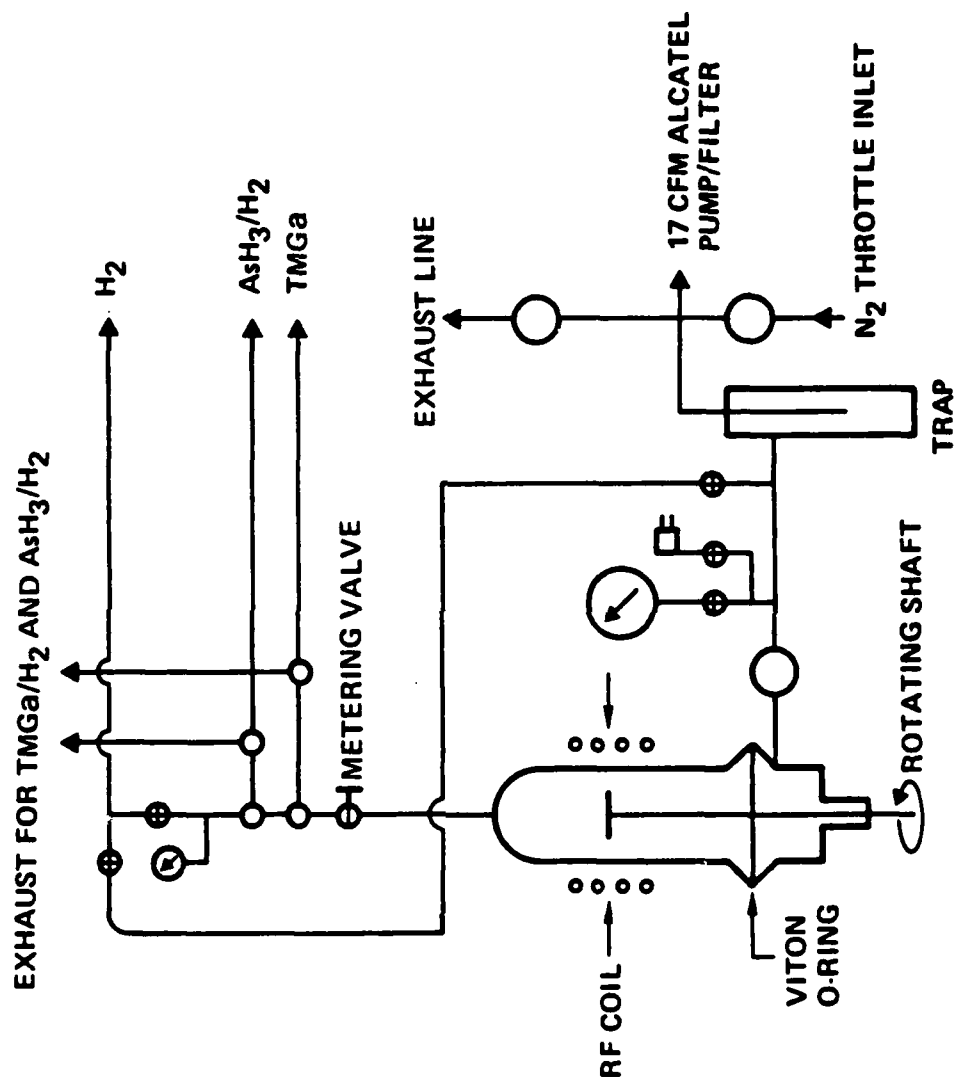 EXHAUST FOR TMGa/H2 AND AsH3/H2
H2
AsH3/H2
TMGa
METERING VALVE
EXHAUST LINE
17 CFM ALCATEL
PUMP/FILTER
N2 THROTTLE INLET
TRAP
RF COIL
VITON
O-RING
ROTATING SHAFT